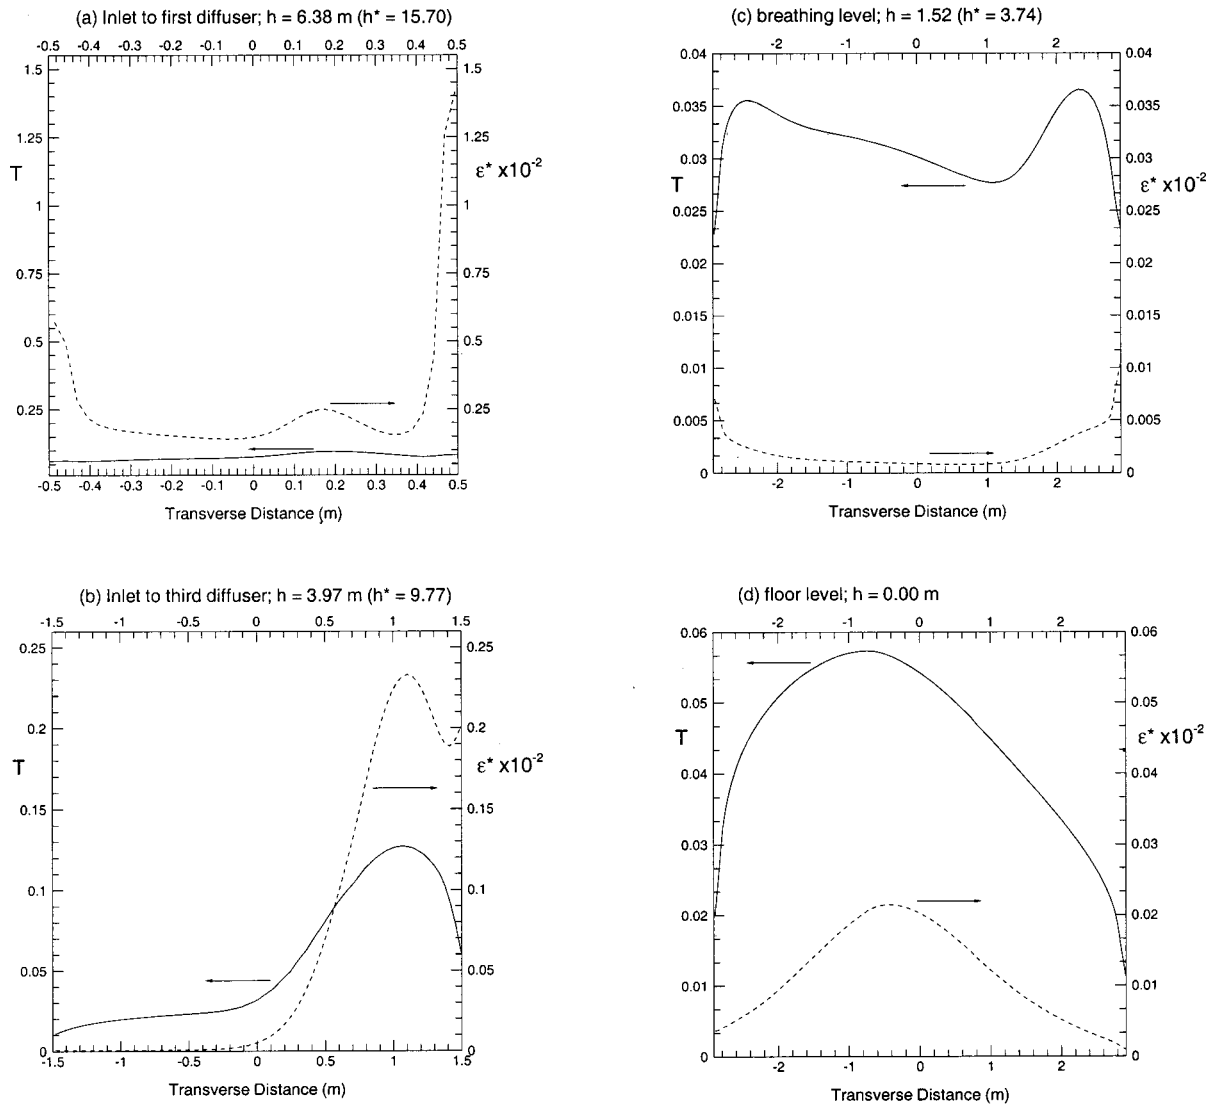 (a) Inlet to first diffuser; h = 6.38 m (h* = 15.70)
-0.5 -0.4 -0.3 -0.2 -0.1 0 0.1 0.2 0.3 0.4 0.5
1.5
1.25
1
0.75
0.5
0.25
T
1.5
1.25
1
0.75
0.5
0.25
ε* x10-2
-0.5 -0.4 -0.3 -0.2 -0.1 0 0.1 0.2 0.3 0.4 0.5
Transverse Distance (m)
(c) breathing level; h = 1.52 (h* = 3.74)
-2 -1 0 1 2
0.04
0.035
0.03
0.025
0.02
0.015
0.01
0.005
0
T
0.04
0.035
0.03
0.025
0.02
0.015
0.01
0.005
0
ε* x10-2
-2 -1 0 1 2
Transverse Distance (m)
(b) Inlet to third diffuser; h = 3.97 m (h* = 9.77)
-1.5 -1 -0.5 0 0.5 1 1.5
0.25
0.2
0.15
0.1
0.05
0
T
0.25
0.2
0.15
0.1
0.05
0
ε* x10-2
-1.5 -1 -0.5 0 0.5 1 1.5
Transverse Distance (m)
(d) floor level; h = 0.00 m
-2 -1 0 1 2
0.06
0.05
0.04
0.03
0.02
0.01
0
T
0.06
0.05
0.04
0.03
0.02
0.01
0
ε* x10-2
-2 -1 0 1 2
Transverse Distance (m)